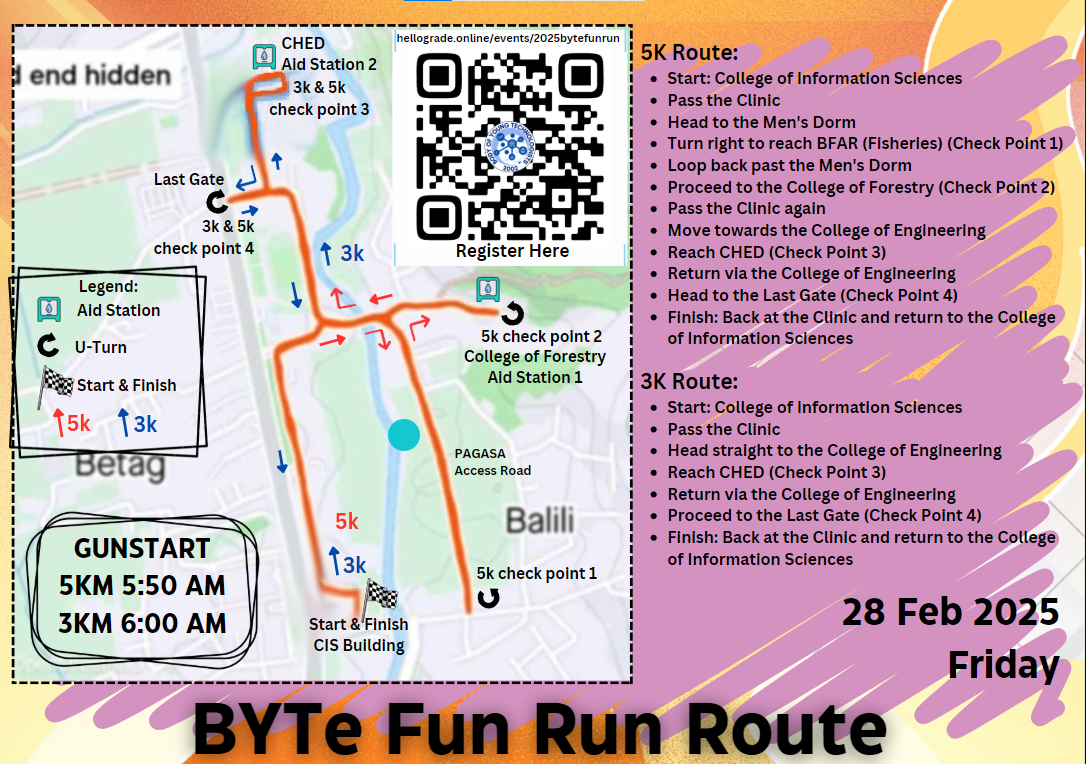 hellograde.online/events/2025bytefunrun
BODY OF YOUNG TECHNOLOGISTS
2001
Register Here
d end hidden
CHED
Aid Station 2
3k & 5k
check point 3
Last Gate
3k & 5k
check point 4
3k
Legend:
Aid Station
U-Turn
Start & Finish
5k
3k
5k check point 2
College of Forestry
Aid Station 1
Betag
PAGASA
Access Road
Balili
5k
3k
5k check point 1
Start & Finish
CIS Building
GUNSTART
5KM 5:50 AM
3KM 6:00 AM
5K Route:
• Start: College of Information Sciences
• Pass the Clinic
• Head to the Men's Dorm
• Turn right to reach BFAR (Fisheries) (Check Point 1)
• Loop back past the Men's Dorm
• Proceed to the College of Forestry (Check Point 2)
• Pass the Clinic again
• Move towards the College of Engineering
• Reach CHED (Check Point 3)
• Return via the College of Engineering
• Head to the Last Gate (Check Point 4)
• Finish: Back at the Clinic and return to the College
of Information Sciences
3K Route:
• Start: College of Information Sciences
• Pass the Clinic
• Head straight to the College of Engineering
• Reach CHED (Check Point 3)
• Return via the College of Engineering
• Proceed to the Last Gate (Check Point 4)
• Finish: Back at the Clinic and return to the College
of Information Sciences
28 Feb 2025
Friday
BYTe Fun Run Route